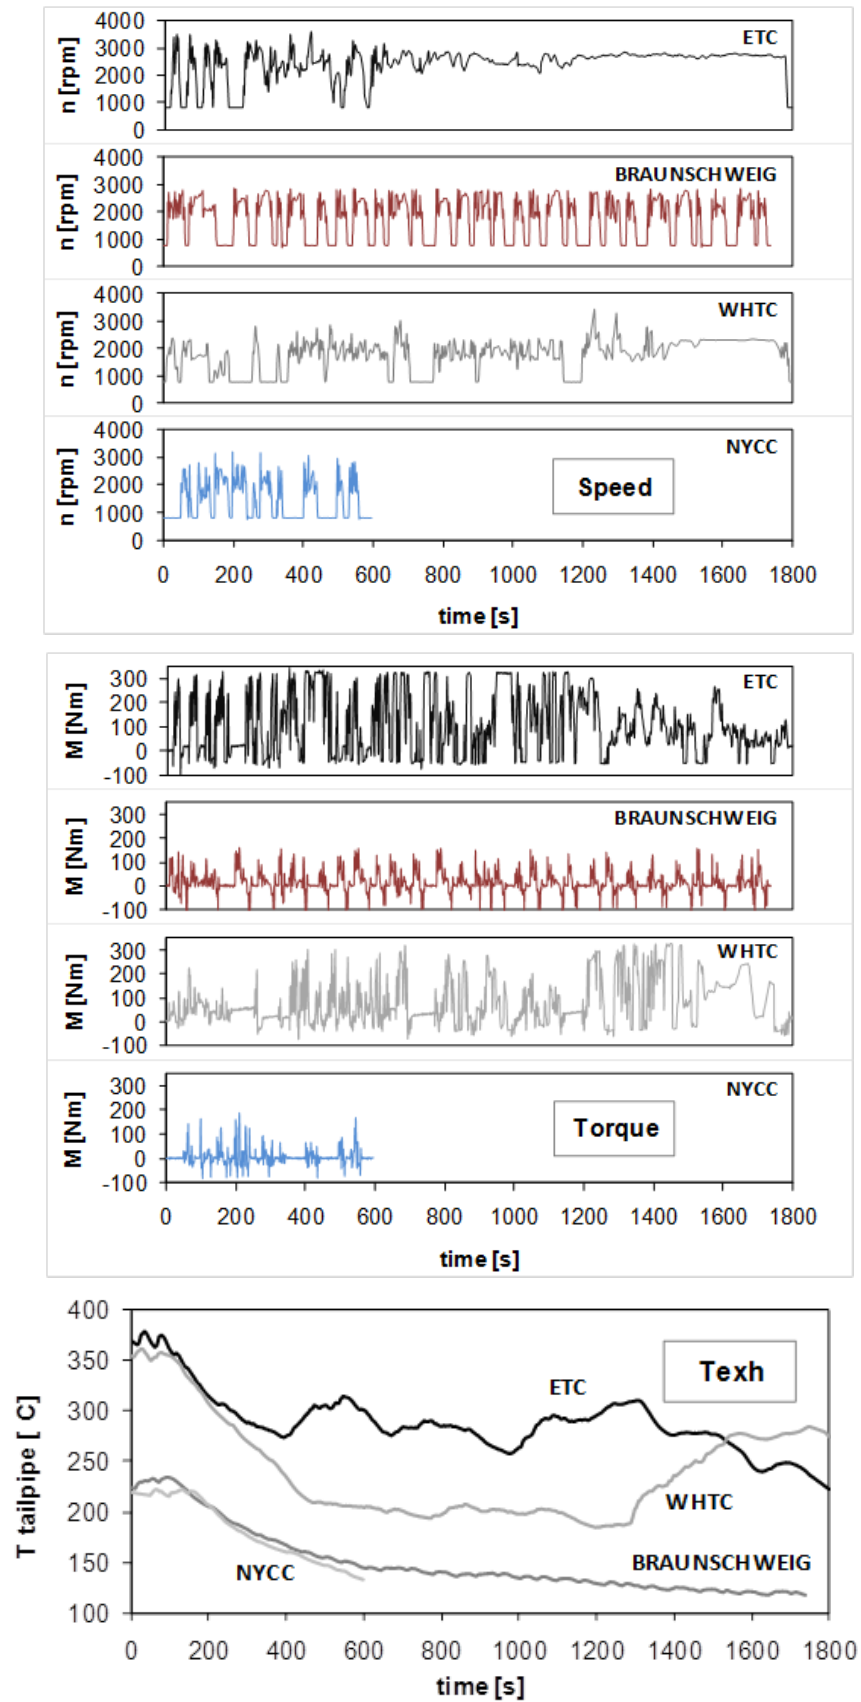 4000
3000
2000
1000
0
n [rpm]
ETC
4000
3000
2000
1000
0
n [rpm]
BRAUNSCHWEIG
4000
3000
2000
1000
0
n [rpm]
WHTC
4000
3000
2000
1000
0
n [rpm]
NYCC
Speed
0 200 400 600 800 1000 1200 1400 1600 1800
time [s]
300
200
100
0
-100
M [Nm]
ETC
300
200
100
0
-100
M [Nm]
BRAUNSCHWEIG
300
200
100
0
-100
M [Nm]
WHTC
300
200
100
0
-100
M [Nm]
NYCC
Torque
0 200 400 600 800 1000 1200 1400 1600 1800
time [s]
400
350
300
250
200
150
100
T tailpipe [ C]
Texh
ETC
WHTC
BRAUNSCHWEIG
NYCC
0 200 400 600 800 1000 1200 1400 1600 1800
time [s]